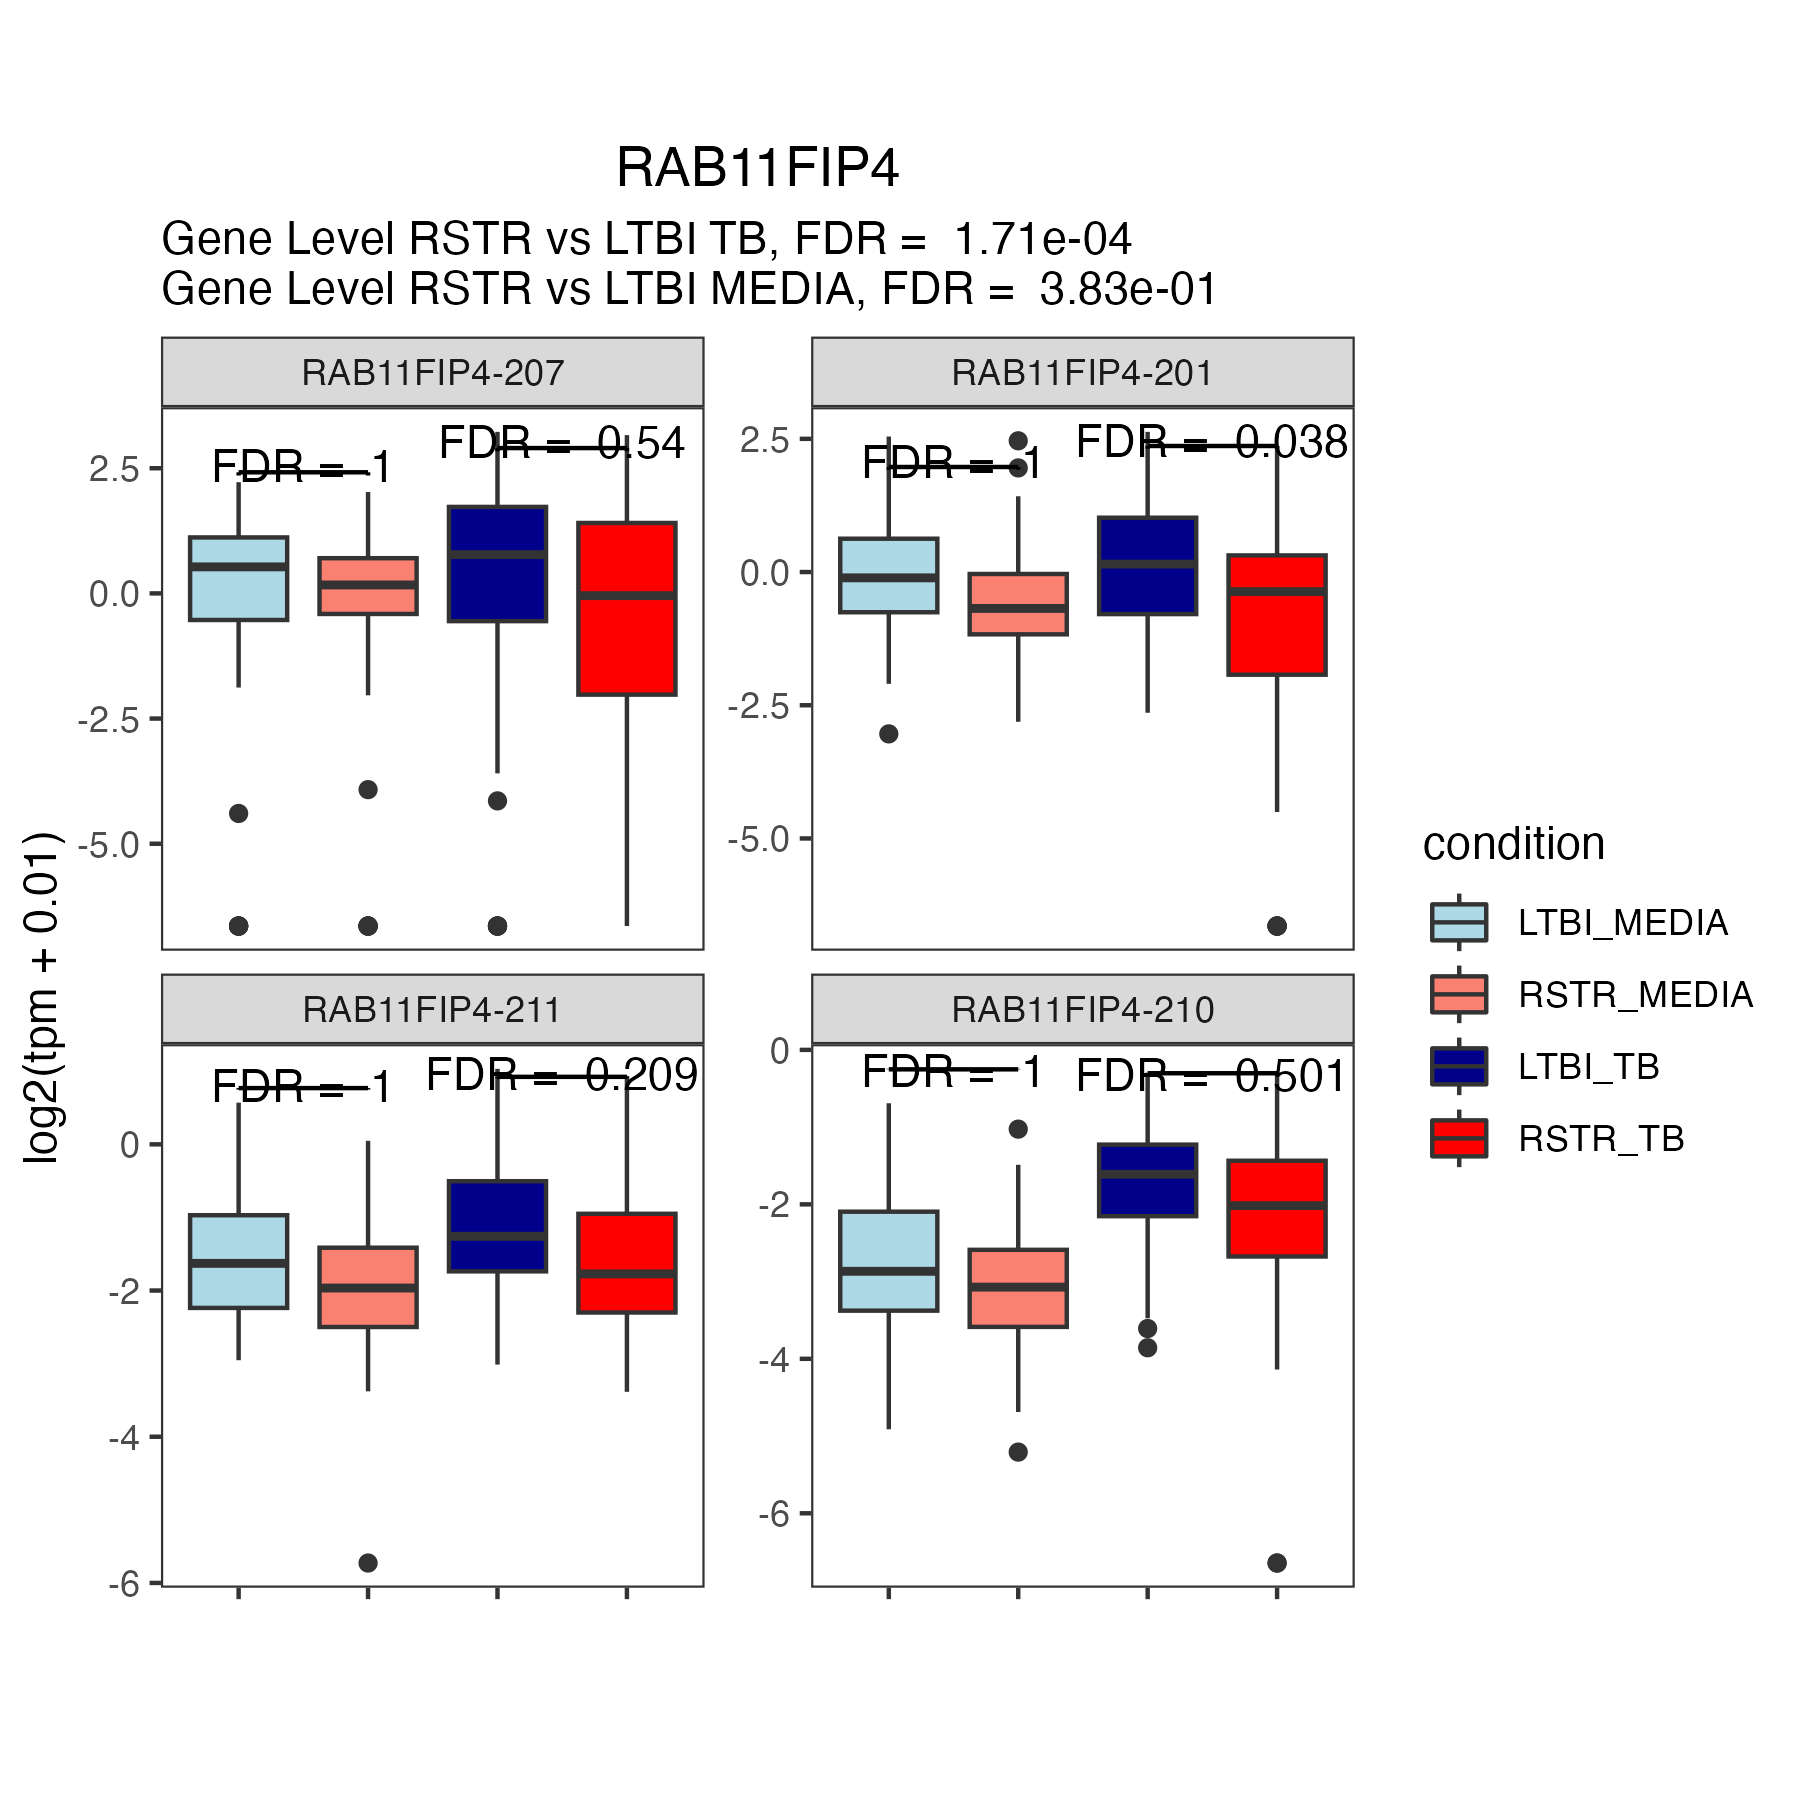 RAB11FIP4
Gene Level RSTR vs LTBI TB, FDR =  1.71e-04
Gene Level RSTR vs LTBI MEDIA, FDR =  3.83e-01
log2(tpm + 0.01)
RAB11FIP4-207
FDR =  1
FDR =  0.54
2.5
0.0
-2.5
-5.0
RAB11FIP4-201
FDR =  1
FDR =  0.038
2.5
0.0
-2.5
-5.0
RAB11FIP4-211
FDR =  1
FDR =  0.209
0
-2
-4
-6
RAB11FIP4-210
FDR =  1
FDR =  0.501
0
-2
-4
-6
condition
LTBI_MEDIA
RSTR_MEDIA
LTBI_TB
RSTR_TB